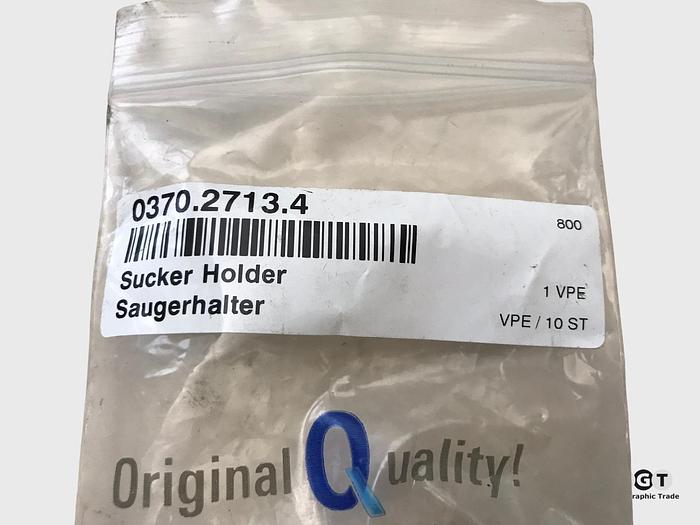 0370.2713.4
800
Sucker Holder
Saugerhalter
1 VPE
VPE / 10 ST
Original Quality!
GT
raphic Trade